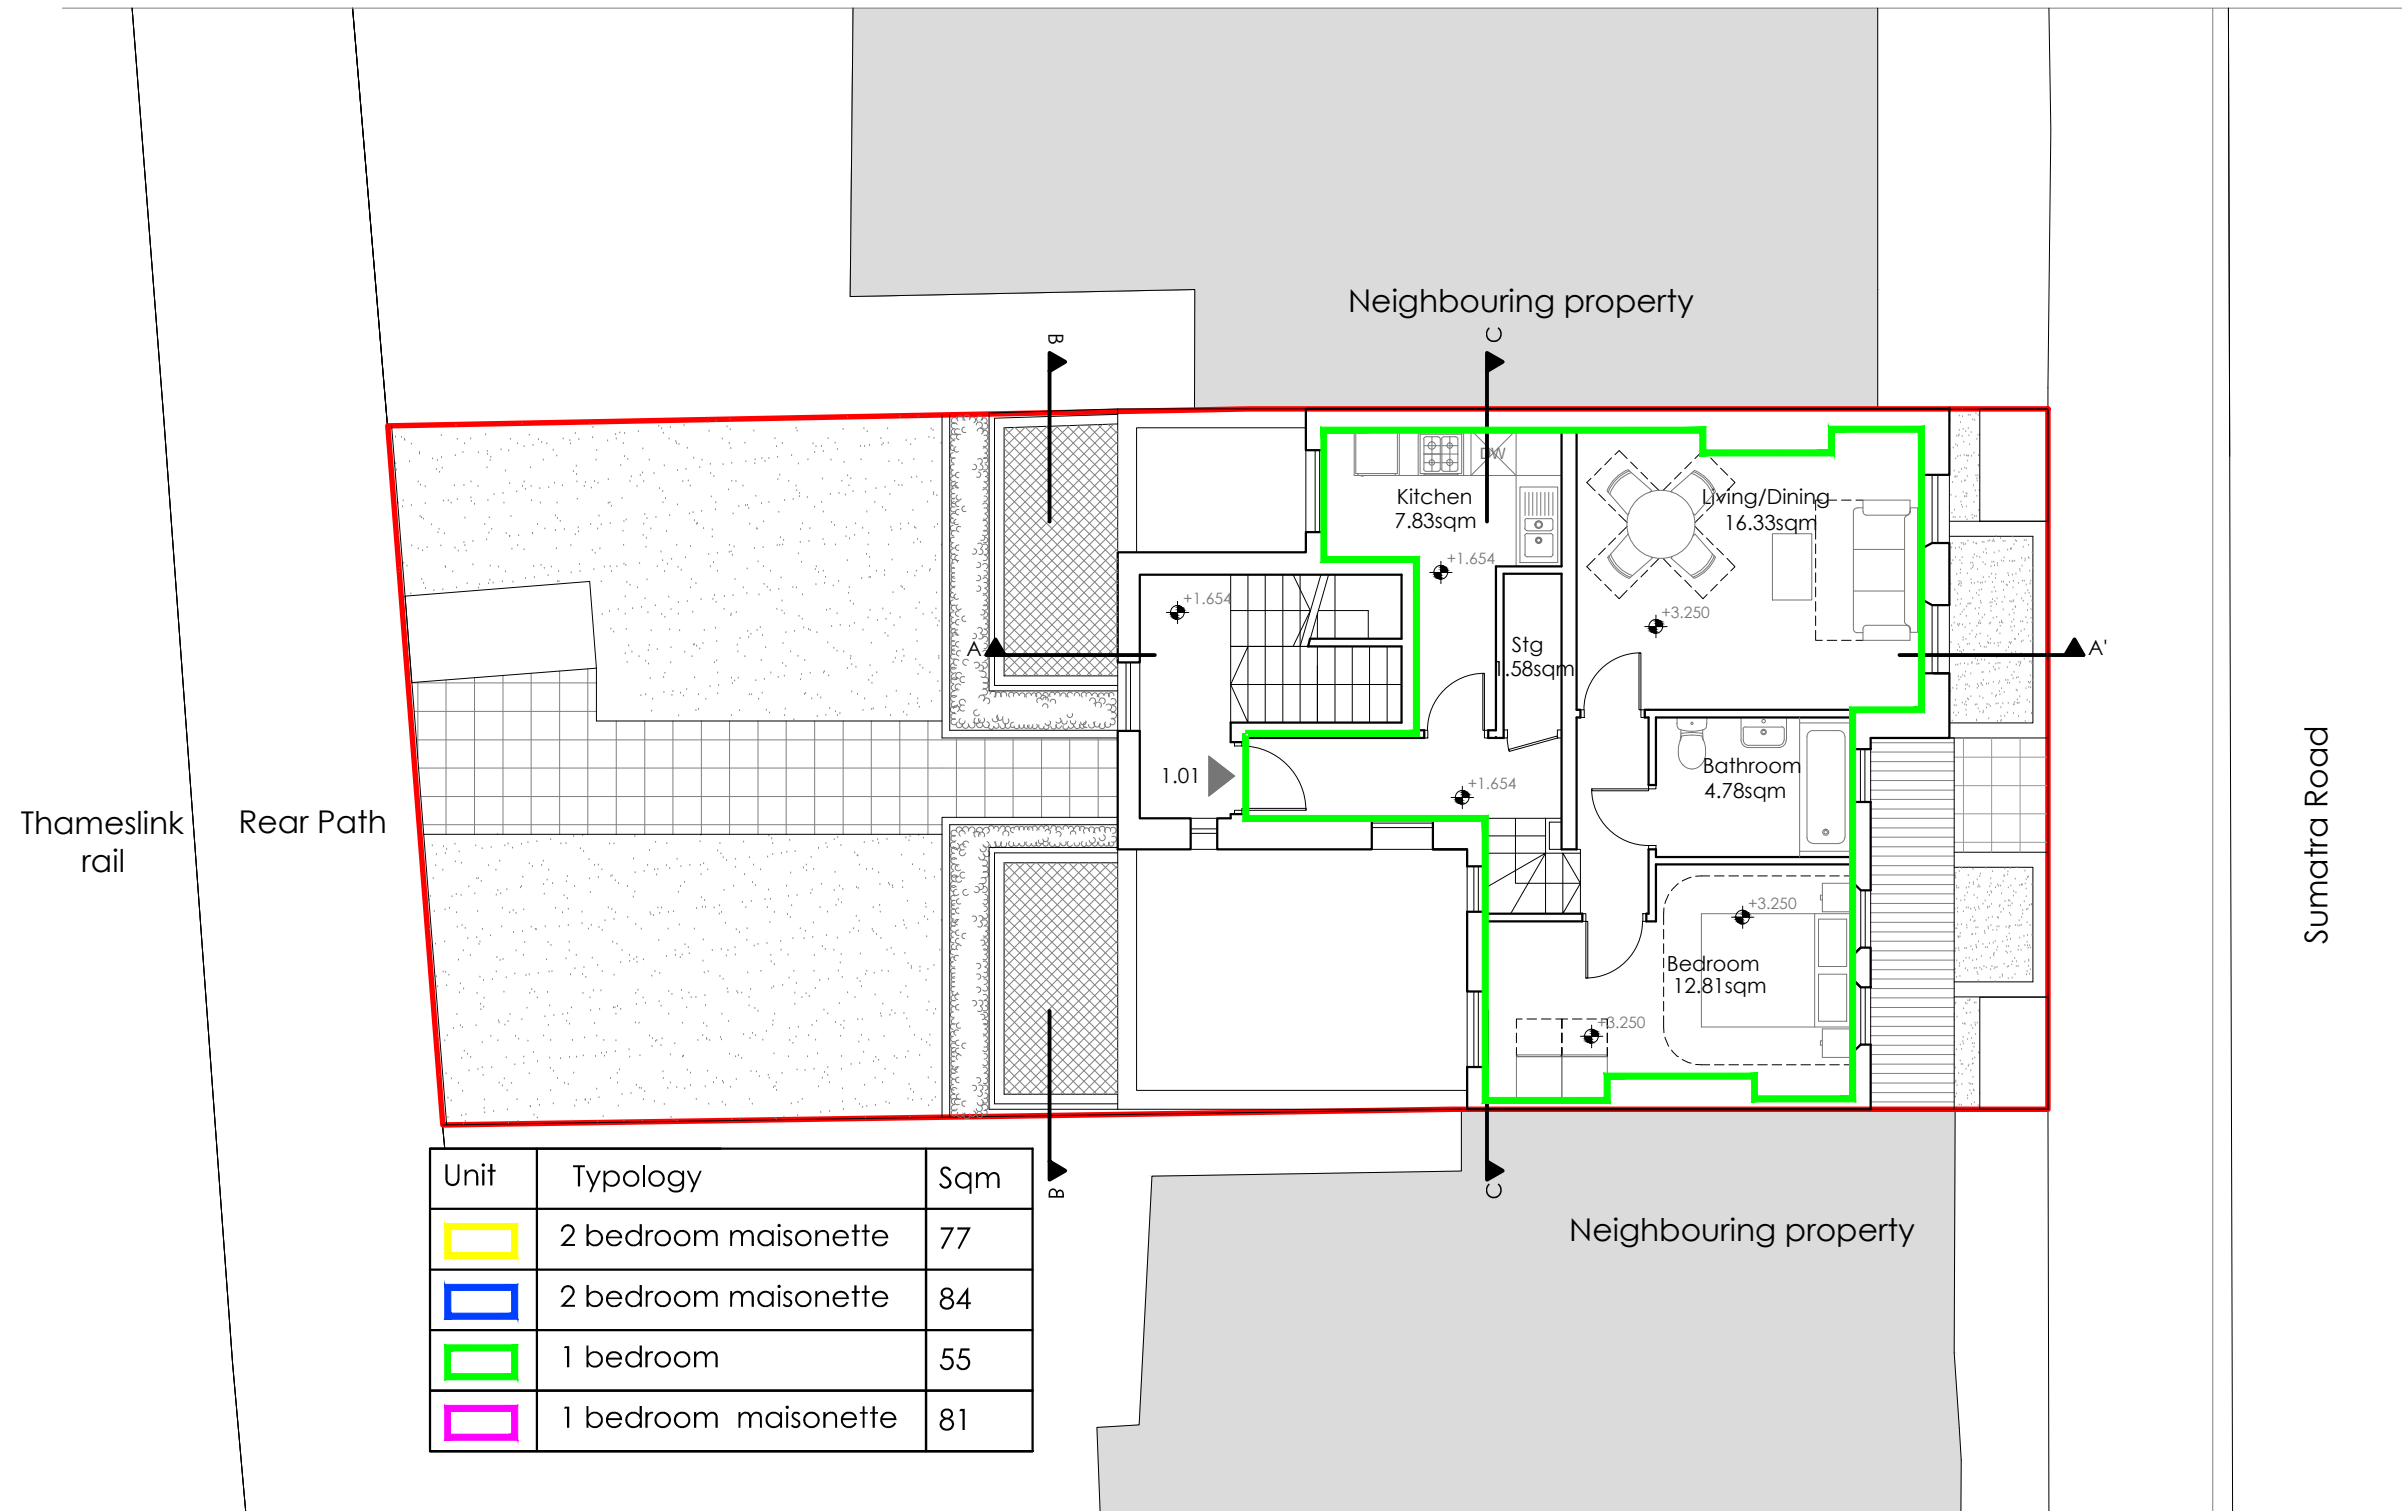 Neighbouring property
B
C
Kitchen
7.83sqm
DW
Living/Dining
16.33sqm
+1.654
+1.654
+3.250
Stg
1.58sqm
A
A'
1.01
+1.654
Bathroom
4.78sqm
Thameslink
rail
Rear Path
Sumatra Road
+3.250
Bedroom
12.81sqm
+3.250
B
C
Neighbouring property
Unit Typology Sqm
2 bedroom maisonette 77
2 bedroom maisonette 84
1 bedroom 55
1 bedroom maisonette 81